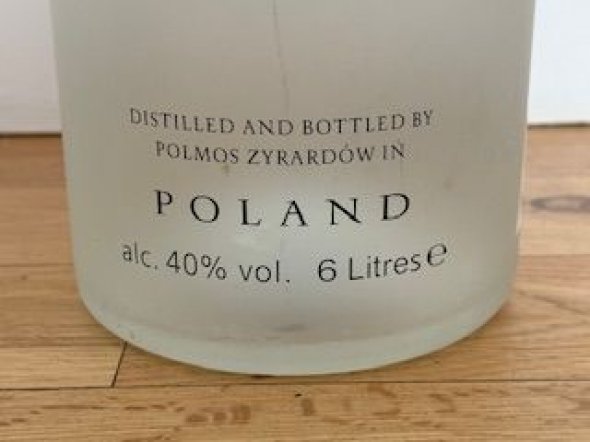 DISTILLED AND BOTTLED BY
POLMOS ZYRARDÓW IN
POLAND
alc. 40% vol. 6 Litres ℮